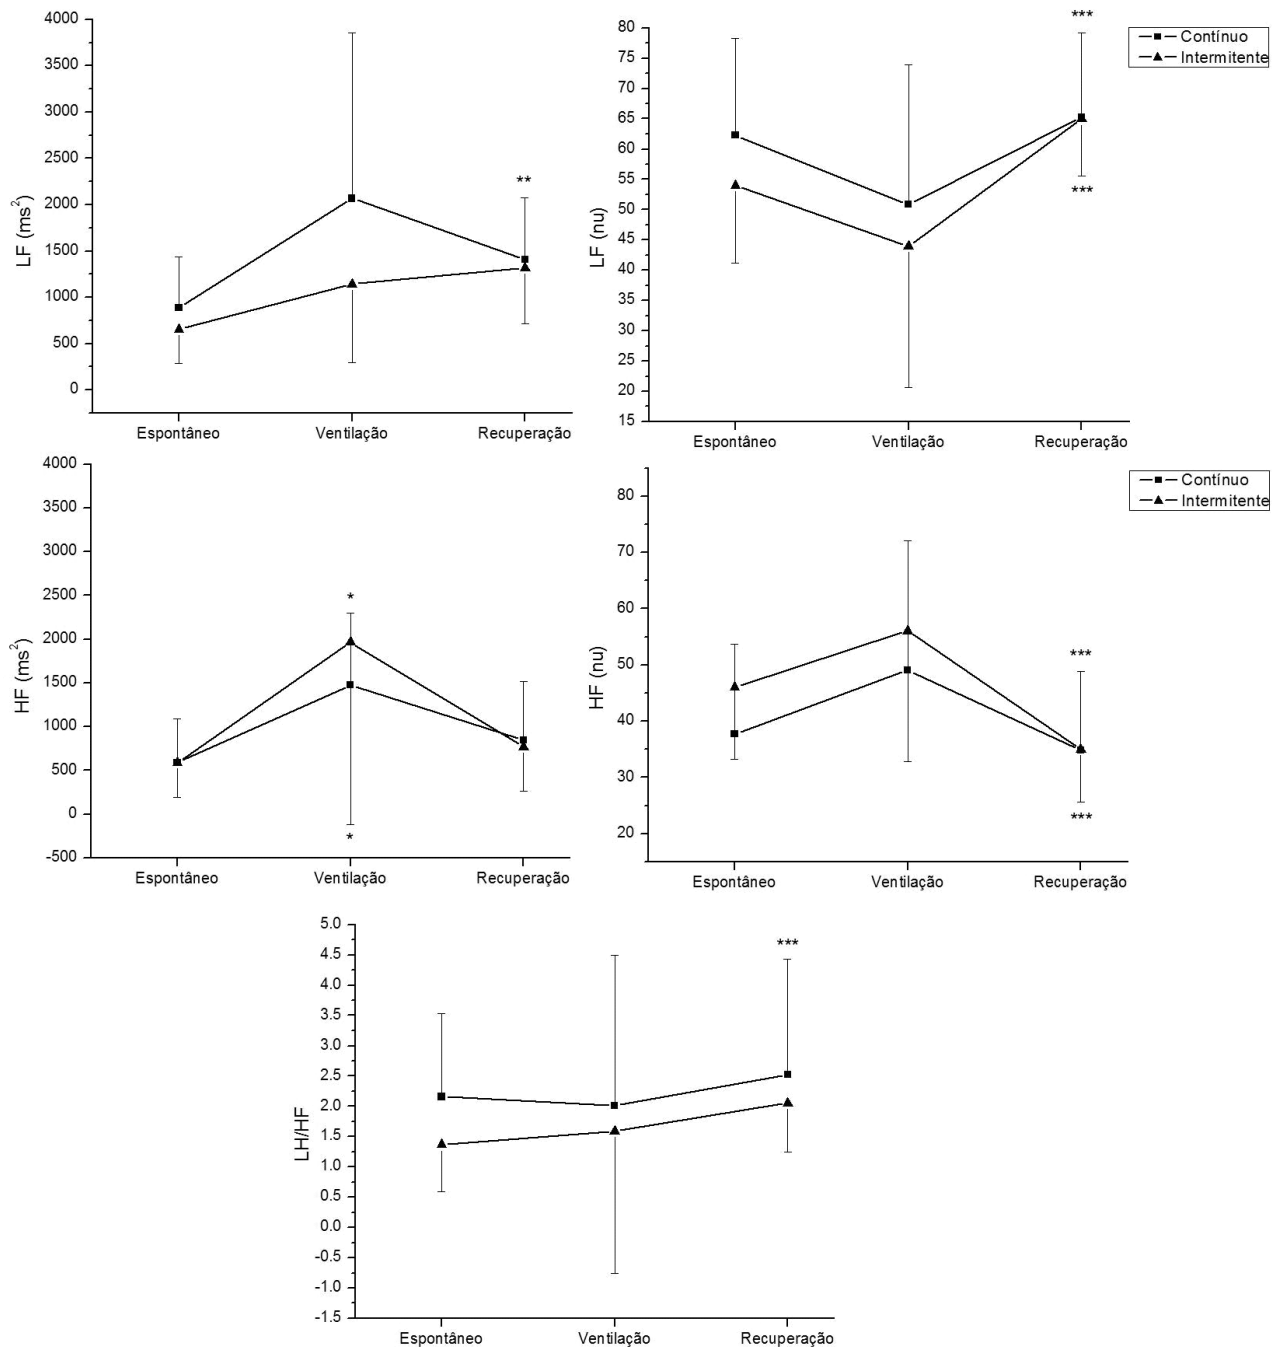 4000
3500
3000
2500
2000
1500
1000
500
0
LF (ms²)
**
Espontâneo
Ventilação
Recuperação
80
75
70
65
60
55
50
45
40
35
30
25
20
15
LF (nu)
***
***
Espontâneo
Ventilação
Recuperação
Contínuo
Intermitente
4000
3500
3000
2500
2000
1500
1000
500
0
-500
HF (ms²)
*
*
Espontâneo
Ventilação
Recuperação
80
70
60
50
40
30
20
HF (nu)
***
***
Espontâneo
Ventilação
Recuperação
Contínuo
Intermitente
5.0
4.5
4.0
3.5
3.0
2.5
2.0
1.5
1.0
0.5
0.0
-0.5
-1.0
-1.5
LH/HF
***
Espontâneo
Ventilação
Recuperação